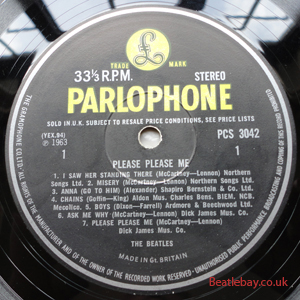 TRADE MARK
£
33⅓ R.P.M. STEREO
PARLOPHONE
SOLD IN U.K. SUBJECT TO RESALE PRICE CONDITIONS, SEE PRICE LISTS
(YEX.94) PCS 3042
℗ 1963
1 1
PLEASE PLEASE ME
1. I SAW HER STANDING THERE (McCartney—Lennon) Northern
Songs Ltd. 2. MISERY (McCartney—Lennon) Northern Songs Ltd.
3. ANNA (GO TO HIM) (Alexander) Shapiro Bernstein & Co. Ltd.
4. CHAINS (Goffin—King) Aldon Mus. Charles Bens. BIEM. NCB.
Mecolico. 5. BOYS (Dixon—Farrell) Ardmore & Beechwood Ltd.
6. ASK ME WHY (McCartney—Lennon) Dick James Mus. Co.
7. PLEASE PLEASE ME (McCartney—Lennon)
Dick James Mus. Co.
THE BEATLES
MADE IN GT. BRITAIN
THE GRAMOPHONE CO. LTD. ALL RIGHTS OF THE MANUFACTURER AND OF THE OWNER OF THE RECORDED WORK RESERVED UNAUTHORISED PUBLIC PERFORMANCE BROADCASTING AND COPYING OF THIS RECORD PROHIBITED
Beatlebay.co.uk